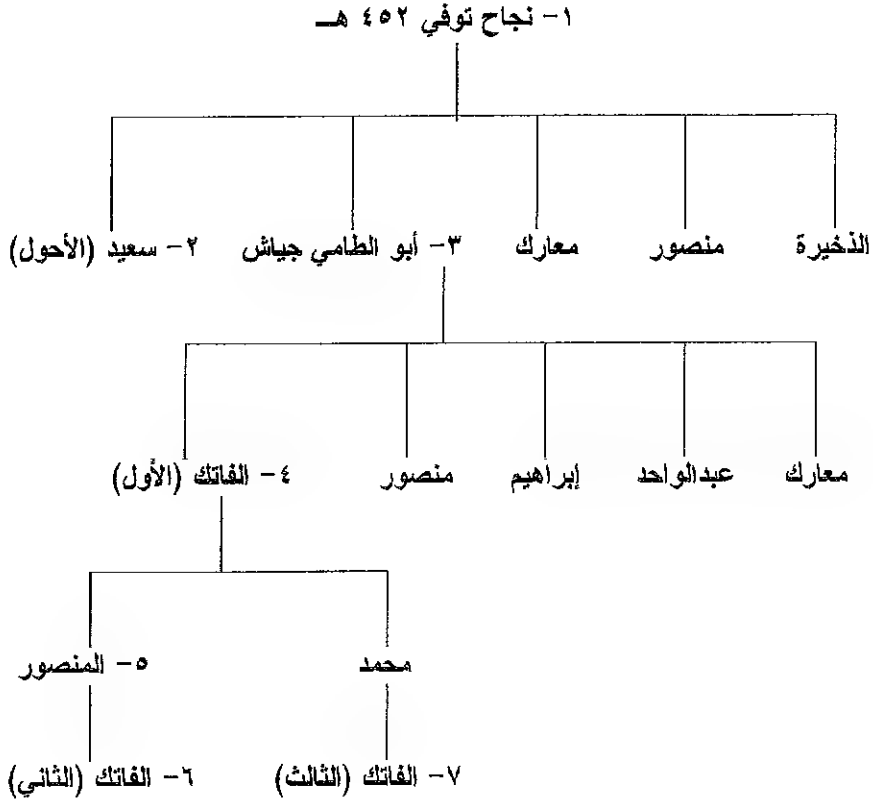 ١- نجاح توفي ٤٥٢ هـ
الذخيرة منصور معارك ٣- أبو الطامي جياش ٢- سعيد (الأحول)
معارك عبدالواحد إبراهيم منصور ٤- الفاتك (الأول)
محمد ٥- المنصور
٧- الفاتك (الثالث) ٦- الفاتك (الثاني)